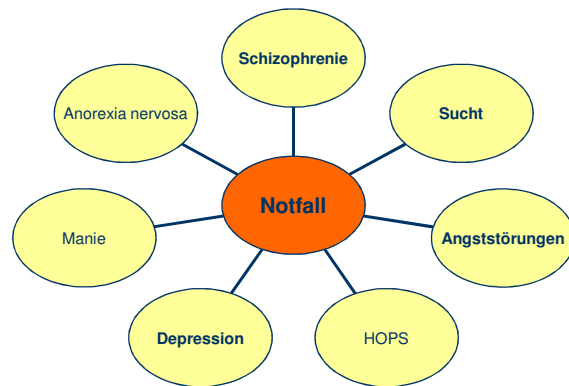 Schizophrenie
Anorexia nervosa
Sucht
Notfall
Manie
Angststörungen
Depression
HOPS